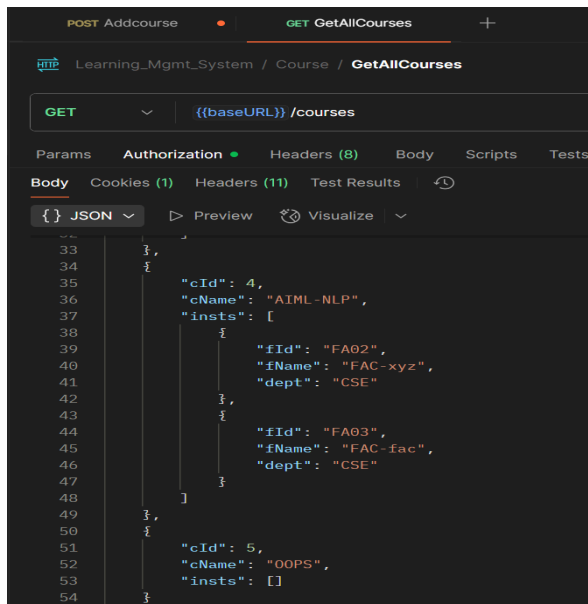 POST Addcourse
GET GetAllCourses
HTTP Learning_Mgmt_System / Course / GetAllCourses
GET {{baseURL}} /courses
Params Authorization Headers (8) Body Scripts Tests
Body Cookies (1) Headers (11) Test Results
{} JSON Preview Visualize
32 ]
33 },
34 {
35 "cId": 4,
36 "cName": "AIML-NLP",
37 "insts": [
38 {
39 "fId": "FA02",
40 "fName": "FAC-xyz",
41 "dept": "CSE"
42 },
43 {
44 "fId": "FA03",
45 "fName": "FAC-fac",
46 "dept": "CSE"
47 }
48 ]
49 },
50 {
51 "cId": 5,
52 "cName": "OOPS",
53 "insts": []
54 }